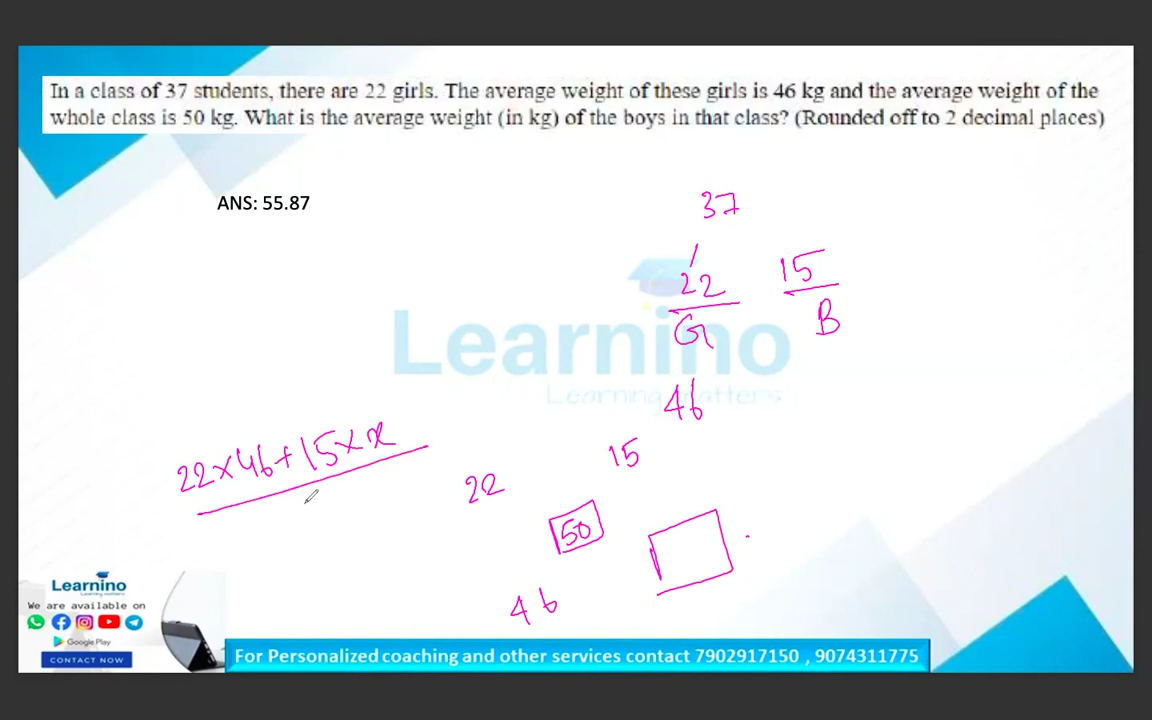 In a class of 37 students, there are 22 girls. The average weight of these girls is 46 kg and the average weight of the
whole class is 50 kg. What is the average weight (in kg) of the boys in that class? (Rounded off to 2 decimal places)
ANS: 55.87
37
22 15
G B
46
Learnino
Learning matters
22×46+15×x
15
22
50
46
Learnino
We are available on
Google Play
CONTACT NOW
For Personalized coaching and other services contact 7902917150 , 9074311775